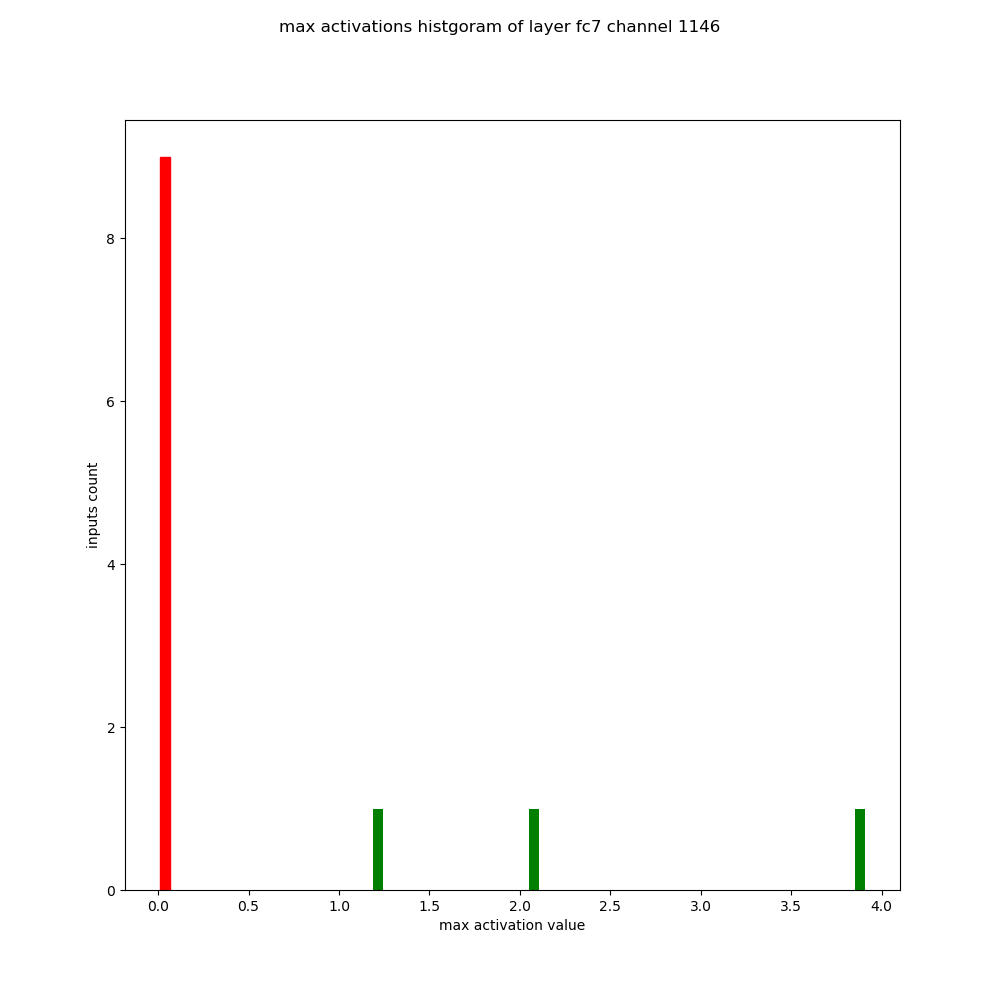 max activations histgoram of layer fc7 channel 1146
8
6
4
2
0
inputs count
0.0 0.5 1.0 1.5 2.0 2.5 3.0 3.5 4.0
max activation value